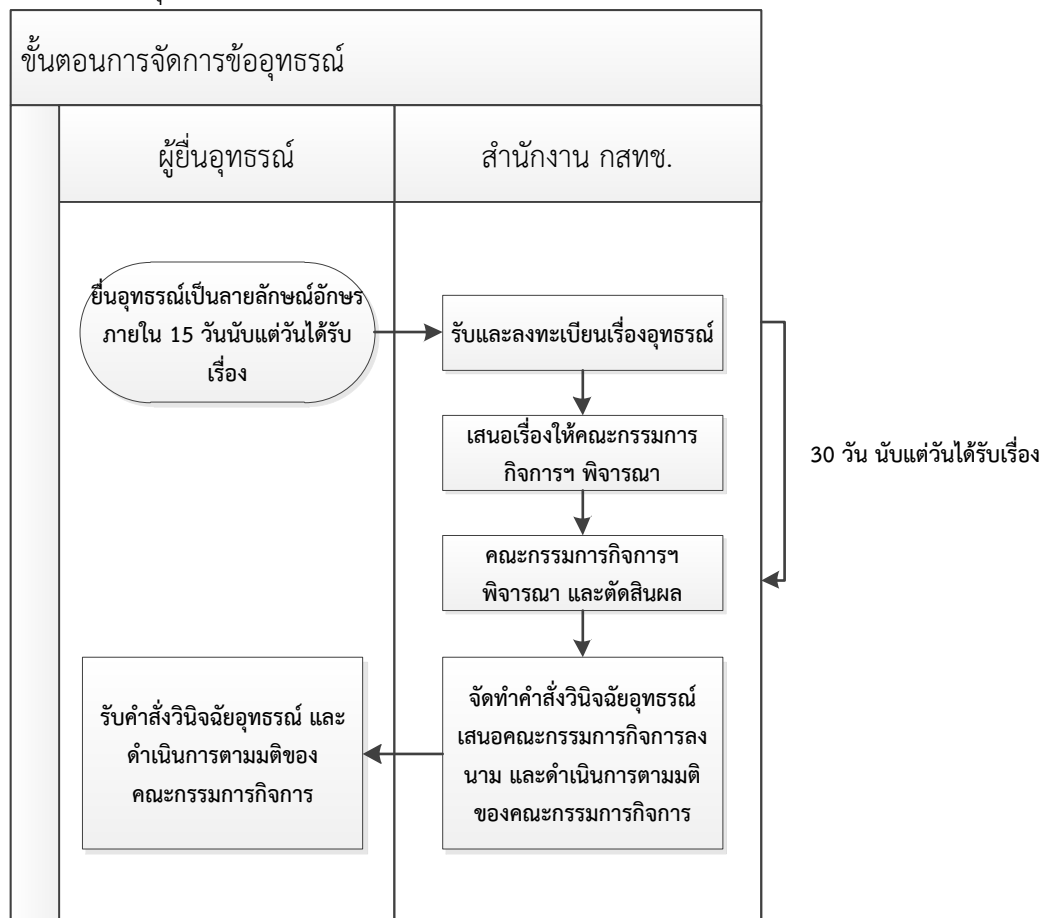 ขั้นตอนการจัดการข้ออุทธรณ์
ผู้ยื่นอุทธรณ์
สำนักงาน กสทช.
ยื่นอุทธรณ์เป็นลายลักษณ์อักษร
ภายใน 15 วันนับแต่วันได้รับ
เรื่อง
รับและลงทะเบียนเรื่องอุทธรณ์
เสนอเรื่องให้คณะกรรมการ
กิจการฯ พิจารณา
30 วัน นับแต่วันได้รับเรื่อง
คณะกรรมการกิจการฯ
พิจารณา และตัดสินผล
จัดทำคำสั่งวินิจฉัยอุทธรณ์
เสนอคณะกรรมการกิจการลง
นาม และดำเนินการตามมติ
ของคณะกรรมการกิจการ
รับคำสั่งวินิจฉัยอุทธรณ์ และ
ดำเนินการตามมติของ
คณะกรรมการกิจการ